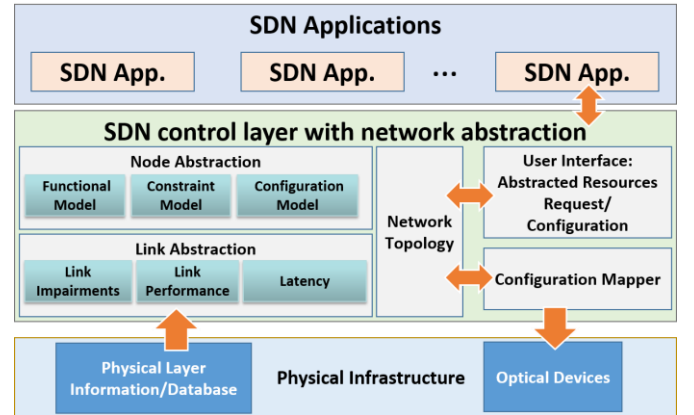 SDN Applications
SDN App.
SDN App.
...
SDN App.
SDN control layer with network abstraction
Node Abstraction
Functional
Model
Constraint
Model
Configuration
Model
Link Abstraction
Link
Impairments
Link
Performance
Latency
Network
Topology
User Interface:
Abstracted Resources
Request/
Configuration
Configuration Mapper
Physical Layer
Information/Database
Physical Infrastructure
Optical Devices